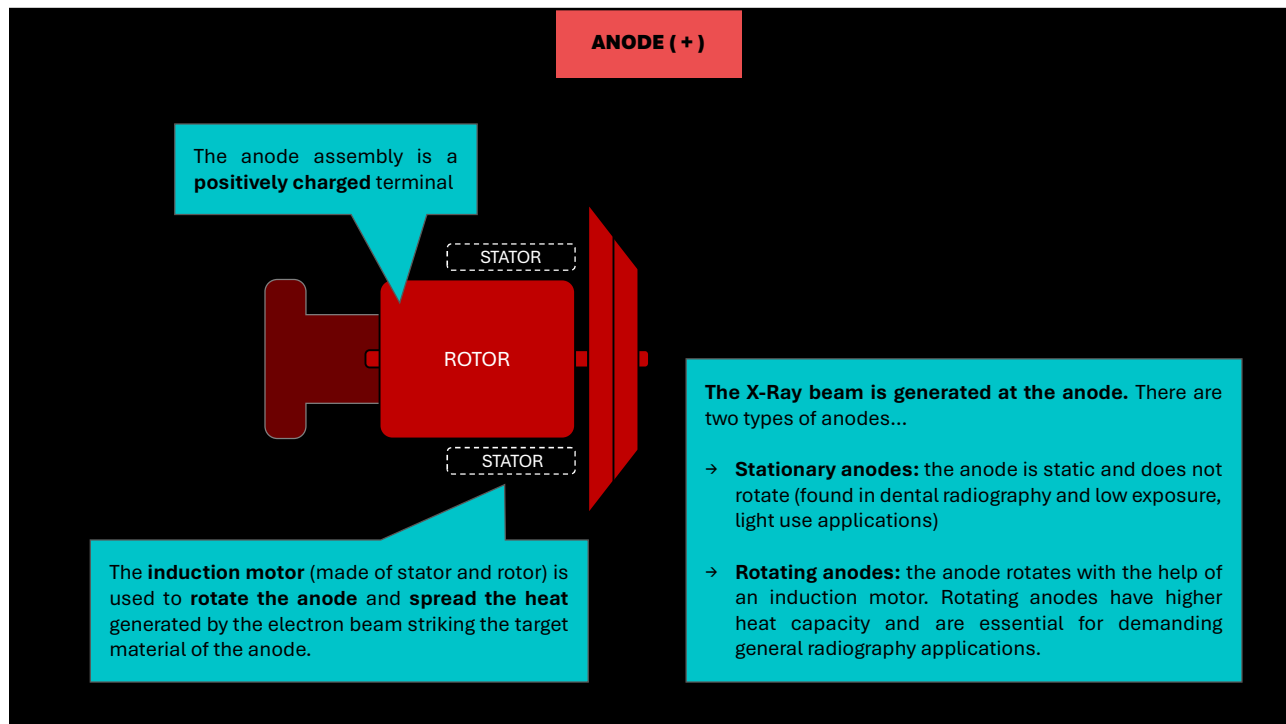 ANODE ( + )
The anode assembly is a
positively charged terminal
STATOR
ROTOR
STATOR
The induction motor (made of stator and rotor) is
used to rotate the anode and spread the heat
generated by the electron beam striking the target
material of the anode.
The X-Ray beam is generated at the anode. There are
two types of anodes...
→ Stationary anodes: the anode is static and does not
rotate (found in dental radiography and low exposure,
light use applications)
→ Rotating anodes: the anode rotates with the help of
an induction motor. Rotating anodes have higher
heat capacity and are essential for demanding
general radiography applications.